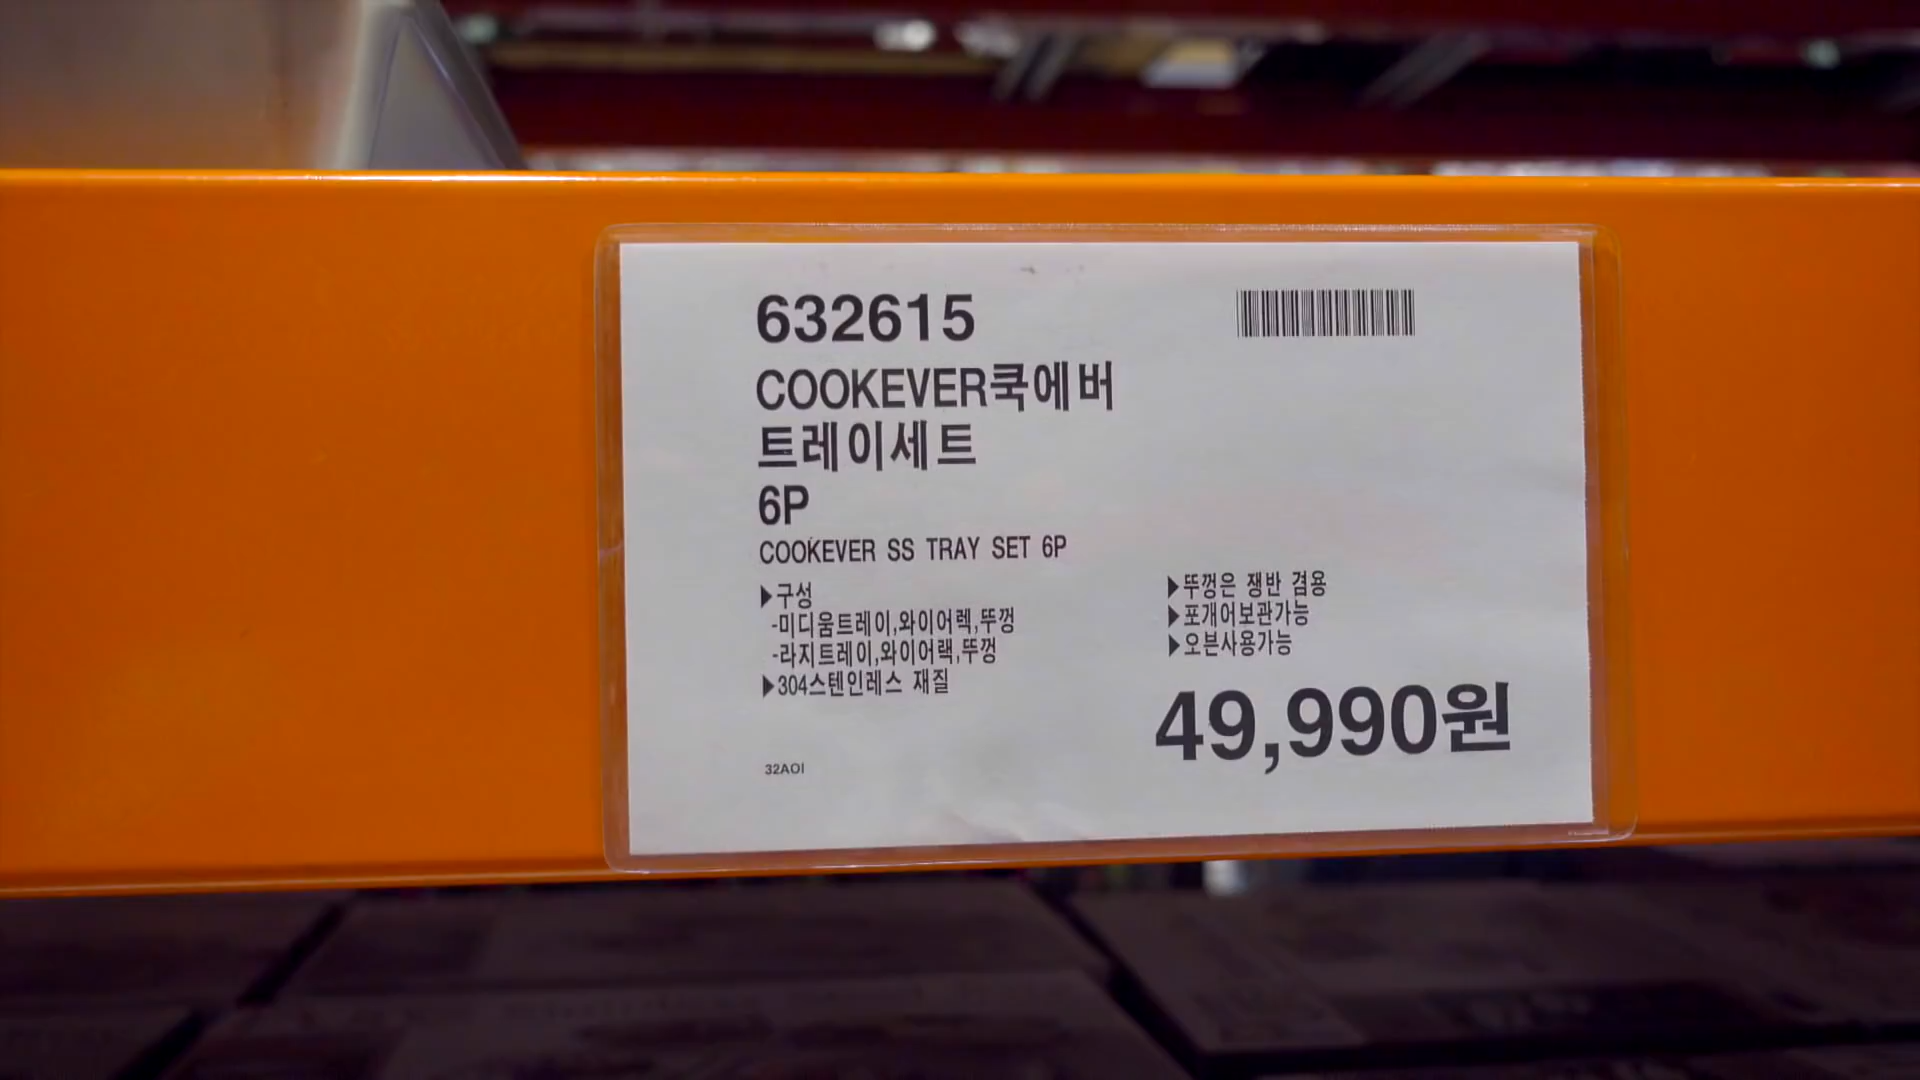 632615
COOKEVER쿡에버
트레이세트
6P
COOKEVER SS TRAY SET 6P
▶구성
-미디움트레이,와이어렉,뚜껑
-라지트레이,와이어랙,뚜껑
▶304스텐인레스 재질
▶뚜껑은 쟁반 겸용
▶포개어보관가능
▶오븐사용가능
49,990원
32AOI